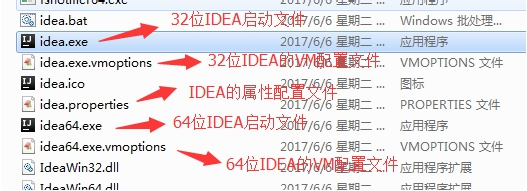 idea.bat 2017/6/6 星期二 ... Windows 批处理...
32位IDEA启动文件
idea.exe 2017/6/6 星期二 ... 应用程序
idea.exe.vmoptions 2017/6/6 星期二 ... VMOPTIONS 文件
32位IDEA的VM配置文件
idea.ico 2017/6/6 星期二 ... 图标
IDEA的属性配置文件
idea.properties 2017/6/6 星期二 ... PROPERTIES 文件
idea64.exe 2017/6/6 星期二 ... 应用程序
64位IDEA启动文件
idea64.exe.vmoptions 2017/6/6 星期二 ... VMOPTIONS 文件
64位IDEA的VM配置文件
IdeaWin32.dll 2017/6/6 星期二 ... 应用程序扩展
IdeaWin64.dll 2017/6/6 星期二 ... 应用程序扩展